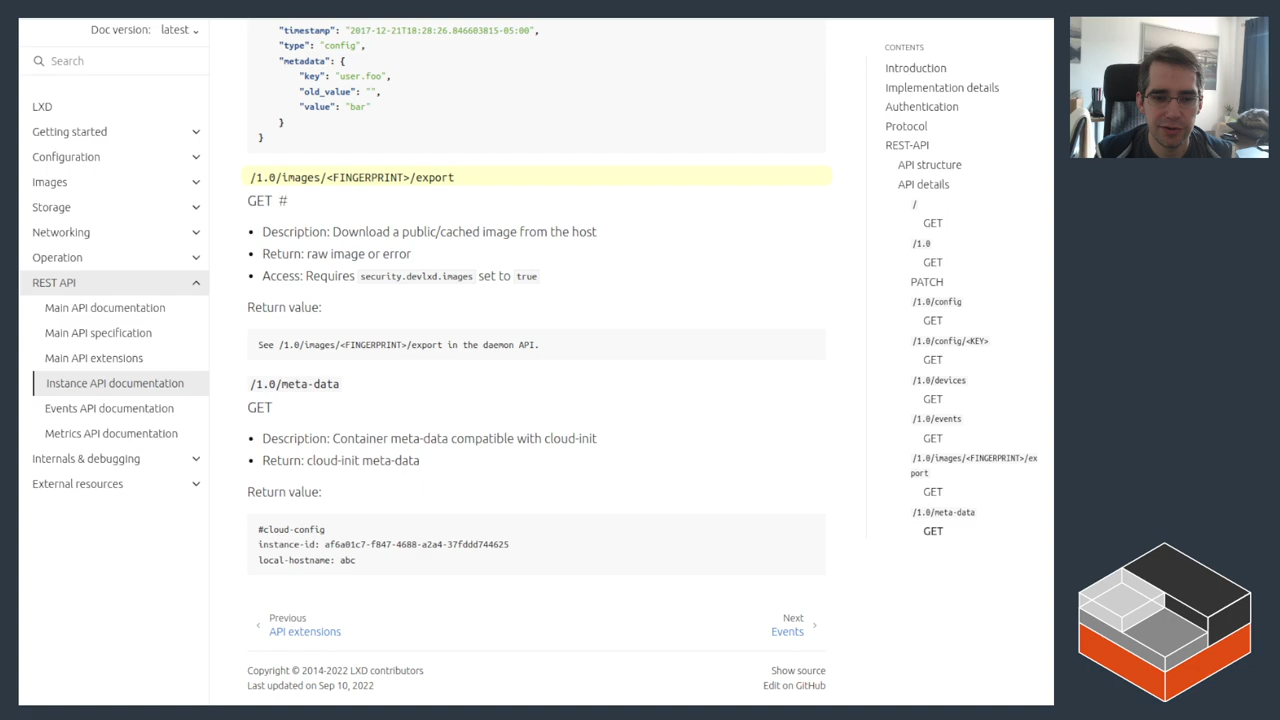 Doc version: latest
Search
LXD
Getting started
Configuration
Images
Storage
Networking
Operation
REST API
Main API documentation
Main API specification
Main API extensions
Instance API documentation
Events API documentation
Metrics API documentation
Internals & debugging
External resources
"timestamp": "2017-12-21T18:28:26.846603815-05:00",
"type": "config",
"metadata": {
"key": "user.foo",
"old_value": "",
"value": "bar"
}
}
/1.0/images/<FINGERPRINT>/export
GET #
• Description: Download a public/cached image from the host
• Return: raw image or error
• Access: Requires security.devlxd.images set to true
Return value:
See /1.0/images/<FINGERPRINT>/export in the daemon API.
/1.0/meta-data
GET
• Description: Container meta-data compatible with cloud-init
• Return: cloud-init meta-data
Return value:
#cloud-config
instance-id: af6a01c7-f847-4688-a2a4-37fddd744625
local-hostname: abc
Previous
API extensions
Next
Events
Copyright © 2014-2022 LXD contributors
Last updated on Sep 10, 2022
Show source
Edit on GitHub
CONTENTS
Introduction
Implementation details
Authentication
Protocol
REST-API
API structure
API details
/
GET
/1.0
GET
PATCH
/1.0/config
GET
/1.0/config/<KEY>
GET
/1.0/devices
GET
/1.0/events
GET
/1.0/images/<FINGERPRINT>/ex
port
GET
/1.0/meta-data
GET